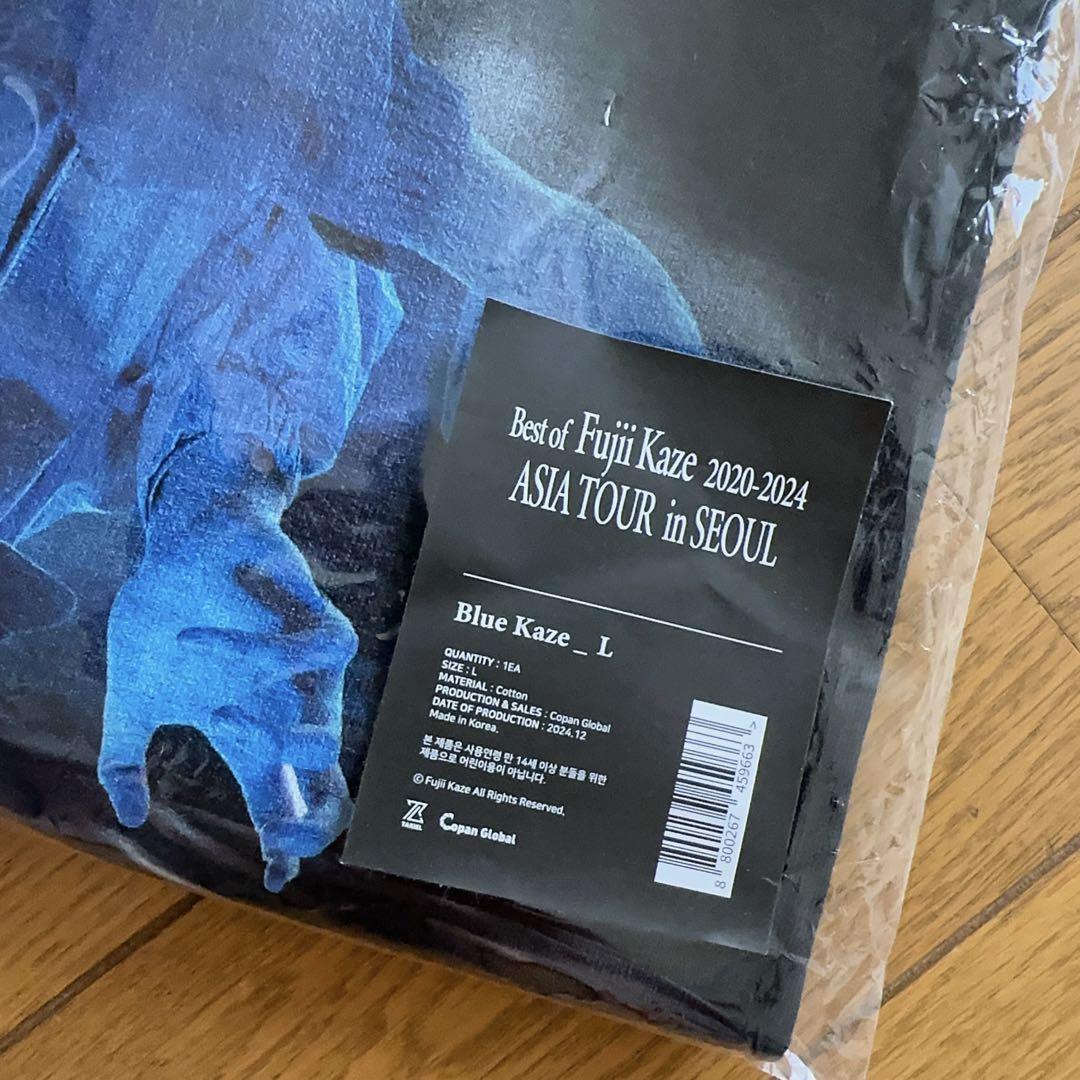 Best of Fujii Kaze 2020-2024
ASIA TOUR in SEOUL
Blue Kaze _ L
QUANTITY : 1EA
SIZE : L
MATERIAL : Cotton
PRODUCTION & SALES : Copan Global
DATE OF PRODUCTION : 2024.12
Made in Korea.
본 제품은 사용연령 만 14세 이상 분들을 위한
제품으로 어린이용이 아닙니다.
© Fujii Kaze All Rights Reserved.
YARIEL
Copan Global
8 800267 459663 >